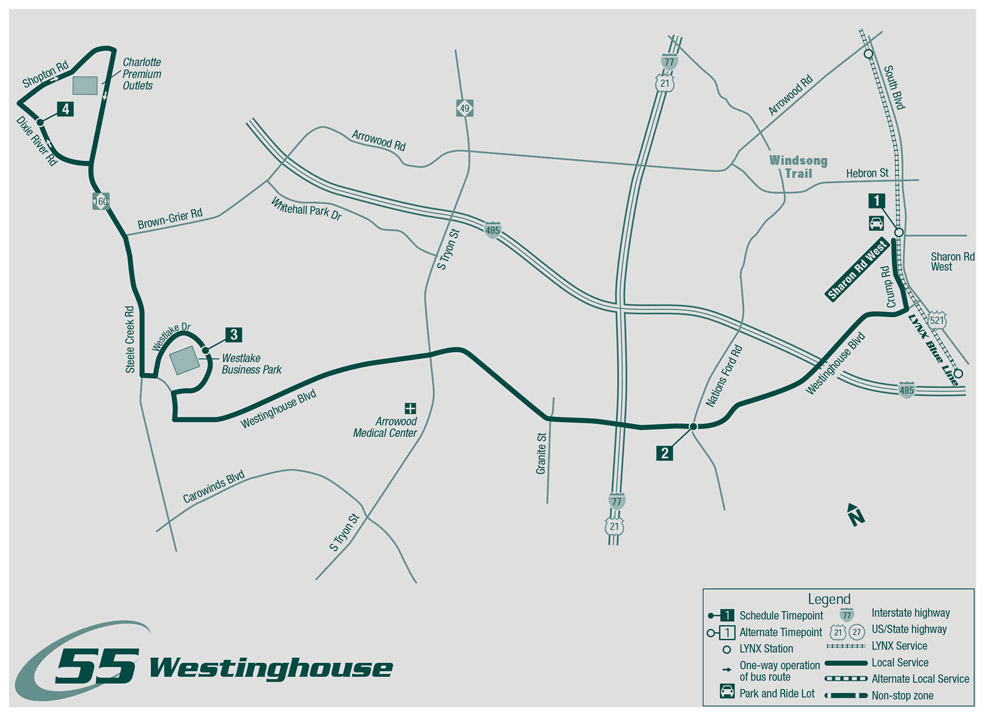 Shopton Rd
Charlotte
Premium
Outlets
4
Dixie River Rd
160
Brown-Grier Rd
Arrowood Rd
Whitehall Park Dr
49
S Tryon St
485
77
21
Arrowood Rd
South Blvd
Windsong
Trail
Hebron St
1
Sharon Rd West
Sharon Rd
West
Crump Rd
521
LYNX Blue Line
485
Westinghouse Blvd
Nations Ford Rd
2
Steele Creek Rd
Westlake Dr
3
Westlake
Business Park
Westinghouse Blvd
Arrowood
Medical Center
Granite St
77
21
Carowinds Blvd
S Tryon St
N
55 Westinghouse
Legend
1 Schedule Timepoint
1 Alternate Timepoint
LYNX Station
One-way operation
of bus route
Park and Ride Lot
77 Interstate highway
21 27 US/State highway
LYNX Service
Local Service
Alternate Local Service
Non-stop zone